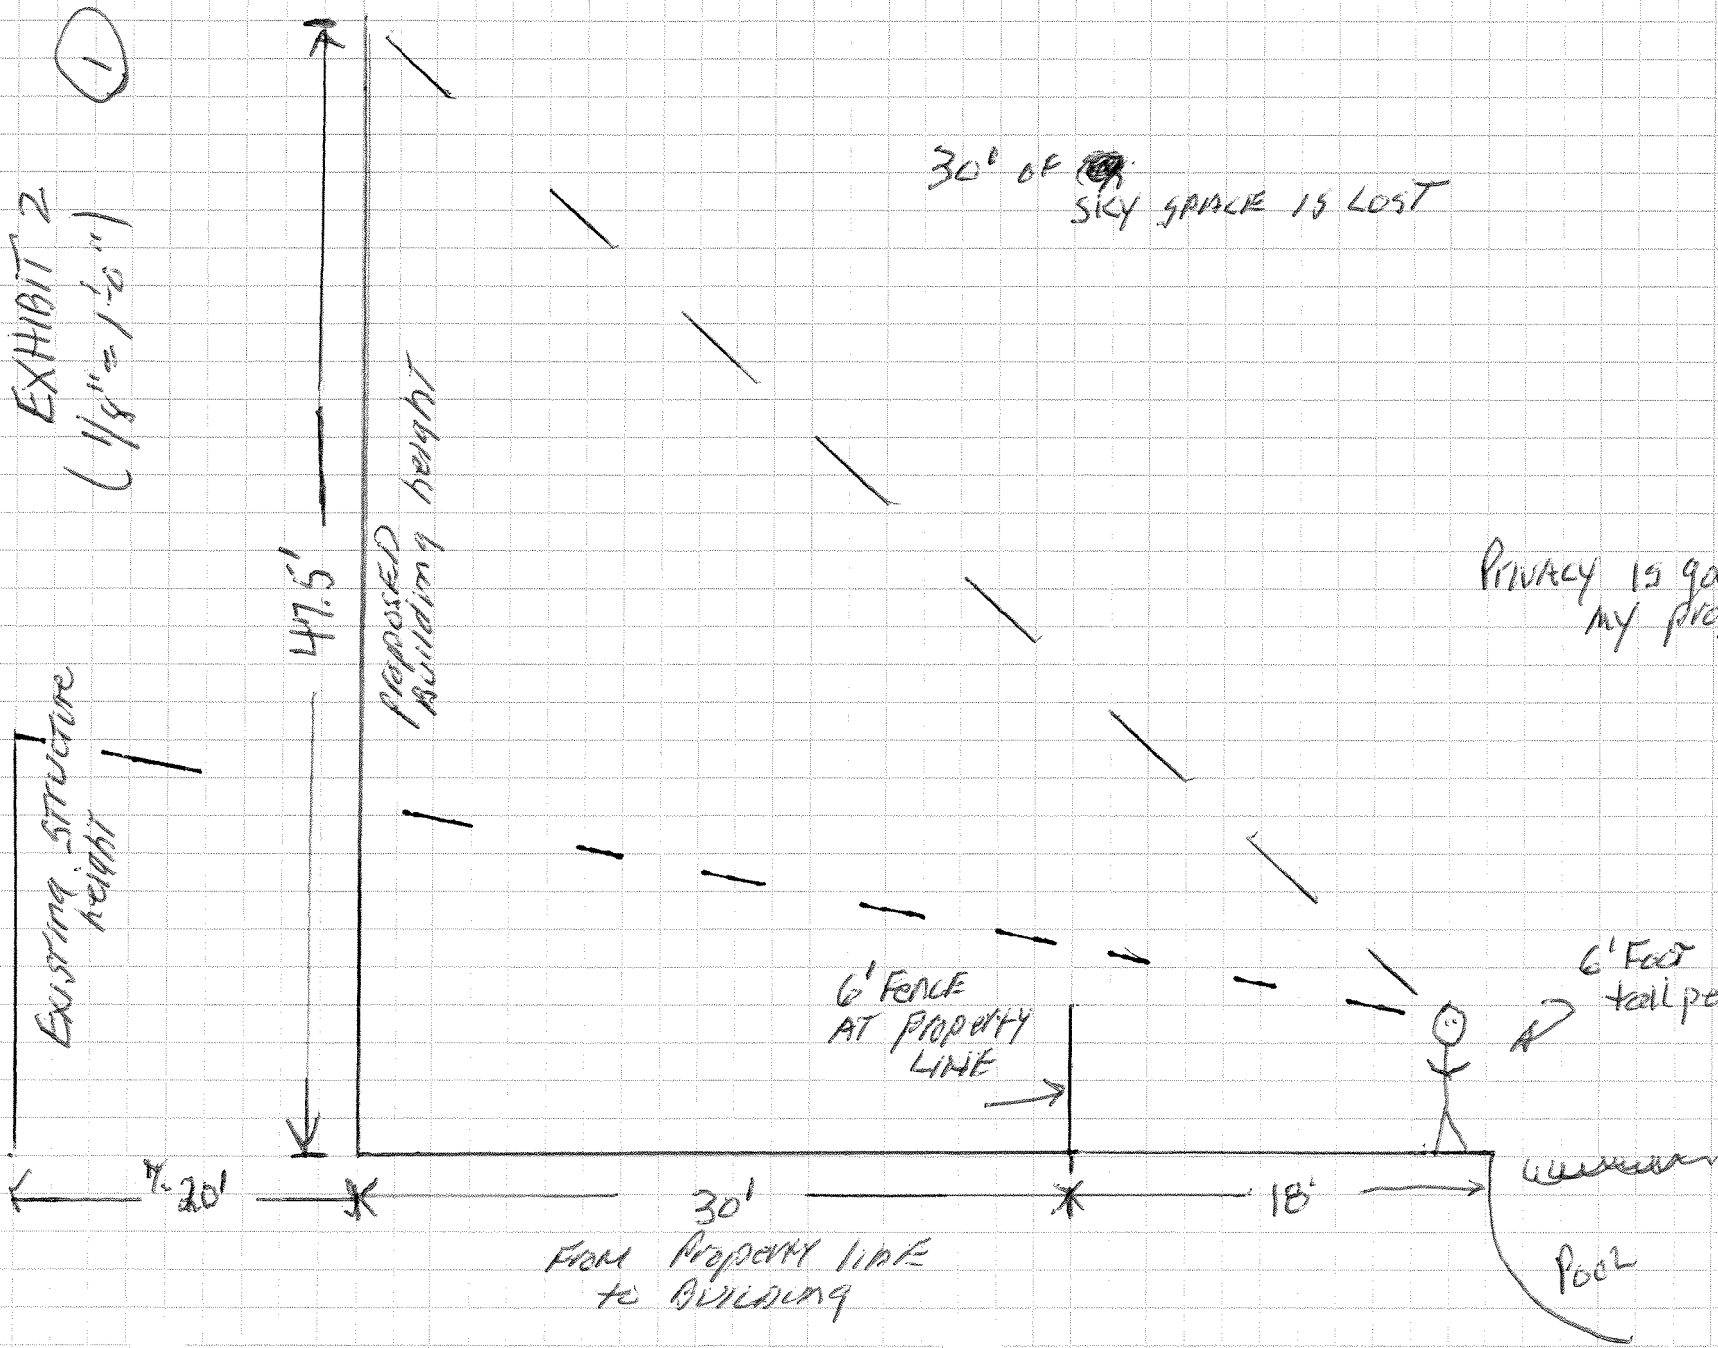 1
EXHIBIT 2
(1/8" = 1'-0")
30' OF
SKY SPACE IS LOST
PROPOSED
Building height
47.5'
PRIVACY IS
MY
Existing STRUCTURE
height
6' FENCE
AT Property
LINE
6' FOOT
tall
20'
30'
18'
FROM Property LINE
to BUILDING
POOL